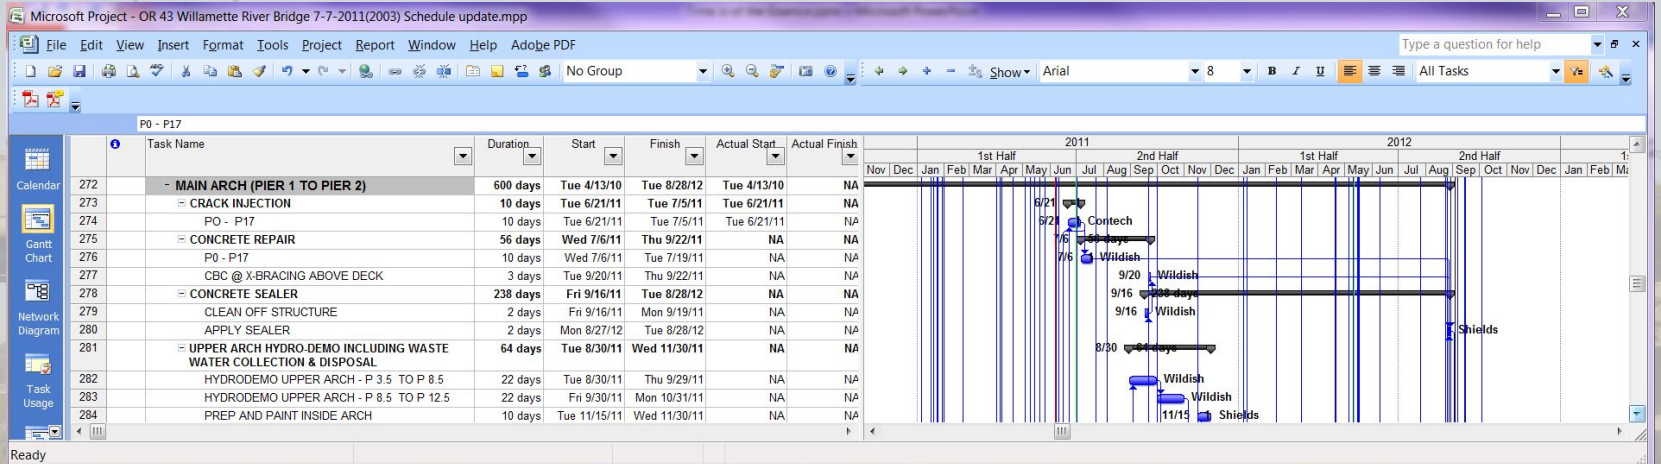 Microsoft Project - OR 43 Willamette River Bridge 7-7-2011(2003) Schedule update.mpp
File Edit View Insert Format Tools Project Report Window Help Adobe PDF Type a question for help
No Group Show Arial 8 B I U All Tasks
P0 - P17
Task Name Duration Start Finish Actual Start Actual Finish
2011 2012
1st Half 2nd Half 1st Half 2nd Half
Nov Dec Jan Feb Mar Apr May Jun Jul Aug Sep Oct Nov Dec Jan Feb Mar Apr May Jun Jul Aug Sep Oct Nov Dec Jan Feb
Calendar
Gantt
Chart
Network
Diagram
Task
Usage
272 - MAIN ARCH (PIER 1 TO PIER 2) 600 days Tue 4/13/10 Tue 8/28/12 Tue 4/13/10 NA
273 CRACK INJECTION 10 days Tue 6/21/11 Tue 7/5/11 Tue 6/21/11 NA 6/21
274 PO - P17 10 days Tue 6/21/11 Tue 7/5/11 Tue 6/21/11 NA 6/21 Contech
275 CONCRETE REPAIR 56 days Wed 7/6/11 Thu 9/22/11 NA NA 7/6 56 days
276 P0 - P17 10 days Wed 7/6/11 Tue 7/19/11 NA NA 7/6 Wildish
277 CBC @ X-BRACING ABOVE DECK 3 days Tue 9/20/11 Thu 9/22/11 NA NA 9/20 Wildish
278 CONCRETE SEALER 238 days Fri 9/16/11 Tue 8/28/12 NA NA 9/16 238 days
279 CLEAN OFF STRUCTURE 2 days Fri 9/16/11 Mon 9/19/11 NA NA 9/16 Wildish
280 APPLY SEALER 2 days Mon 8/27/12 Tue 8/28/12 NA NA Shields
281 UPPER ARCH HYDRO-DEMO INCLUDING WASTE 64 days Tue 8/30/11 Wed 11/30/11 NA NA 8/30 64 days
WATER COLLECTION & DISPOSAL
282 HYDRODEMO UPPER ARCH - P 3.5 TO P 8.5 22 days Tue 8/30/11 Thu 9/29/11 NA NA Wildish
283 HYDRODEMO UPPER ARCH - P 8.5 TO P 12.5 22 days Fri 9/30/11 Mon 10/31/11 NA NA Wildish
284 PREP AND PAINT INSIDE ARCH 10 days Tue 11/15/11 Wed 11/30/11 NA NA 11/15 Shields
Ready